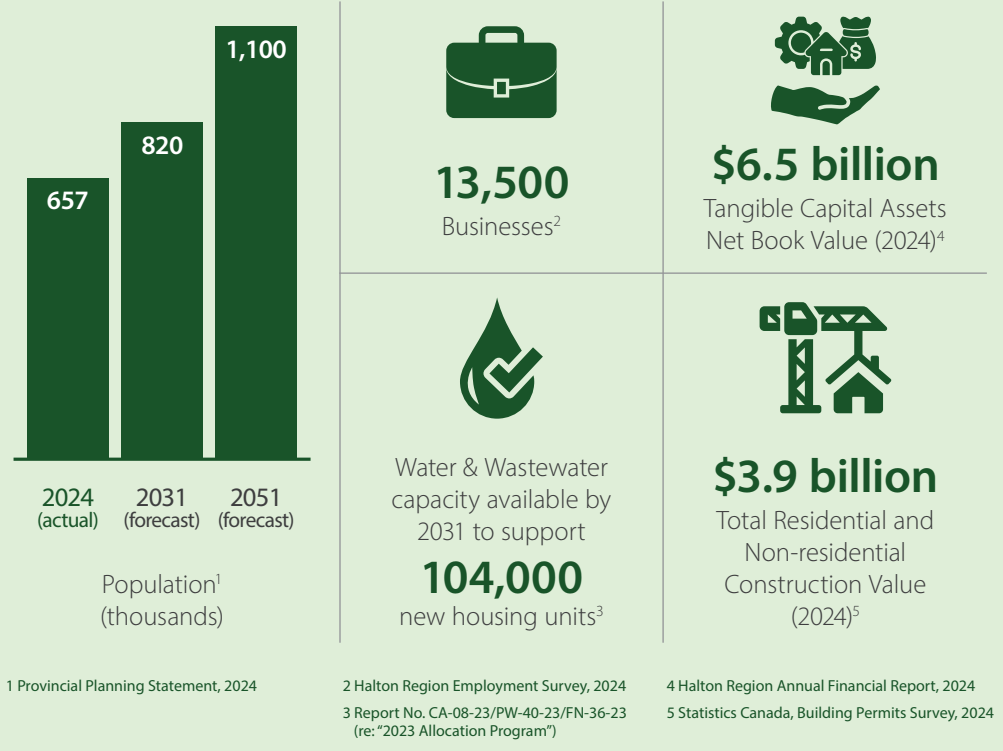 657
820
1,100
2024
(actual)
2031
(forecast)
2051
(forecast)
Population¹
(thousands)
13,500
Businesses²
$
$6.5 billion
Tangible Capital Assets
Net Book Value (2024)⁴
Water & Wastewater
capacity available by
2031 to support
104,000
new housing units³
$3.9 billion
Total Residential and
Non-residential
Construction Value
(2024)⁵
1 Provincial Planning Statement, 2024
2 Halton Region Employment Survey, 2024
3 Report No. CA-08-23/PW-40-23/FN-36-23
(re: “2023 Allocation Program”)
4 Halton Region Annual Financial Report, 2024
5 Statistics Canada, Building Permits Survey, 2024